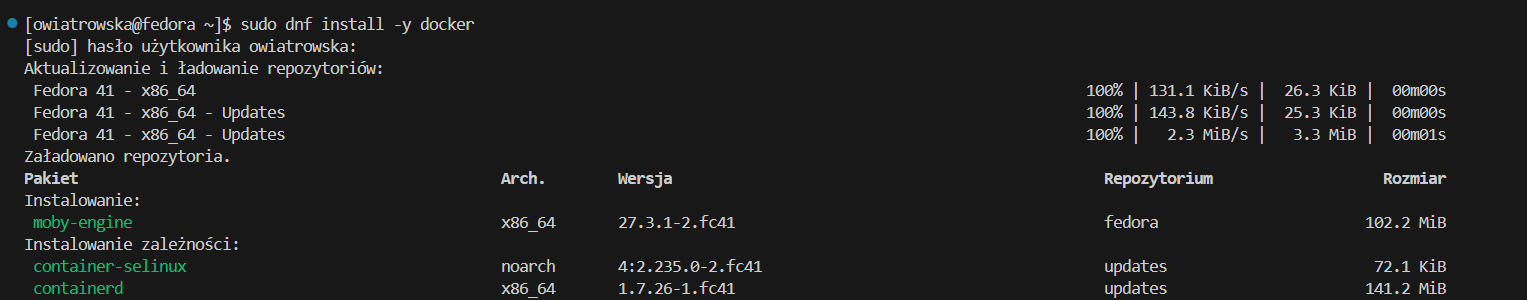 [owiatrowska@fedora ~]$ sudo dnf install -y docker
[sudo] hasło użytkownika owiatrowska:
Aktualizowanie i ładowanie repozytoriów:
Fedora 41 - x86_64 100% | 131.1 KiB/s | 26.3 KiB | 00m00s
Fedora 41 - x86_64 - Updates 100% | 143.8 KiB/s | 25.3 KiB | 00m00s
Fedora 41 - x86_64 - Updates 100% | 2.3 MiB/s | 3.3 MiB | 00m01s
Załadowano repozytoria.
Pakiet Arch. Wersja Repozytorium Rozmiar
Instalowanie:
moby-engine x86_64 27.3.1-2.fc41 fedora 102.2 MiB
Instalowanie zależności:
container-selinux noarch 4:2.235.0-2.fc41 updates 72.1 KiB
containerd x86_64 1.7.26-1.fc41 updates 141.2 MiB